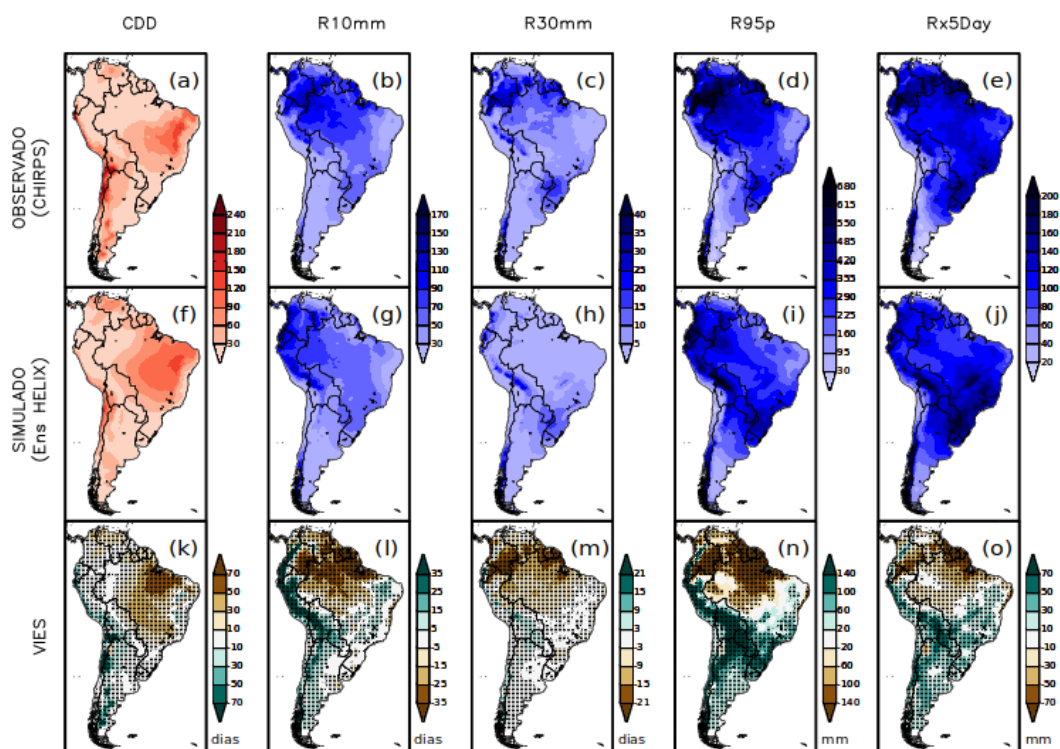 CDD
R10mm
R30mm
R95p
Rx5Day
OBSERVADO
(CHIRPS)
(a)
(b)
(c)
(d)
(e)
SIMULADO
(Ens HELIX)
(f)
(g)
(h)
(i)
(j)
240
210
180
150
120
90
60
30
170
150
130
110
90
70
50
30
40
35
30
25
20
15
10
5
680
615
550
485
420
355
290
225
160
95
30
200
180
160
140
120
100
80
60
40
20
VIES
(k)
(l)
(m)
(n)
(o)
70
50
30
10
-10
-30
-50
-70
dias
35
25
15
5
-5
-15
-25
-35
dias
21
15
9
3
-3
-9
-15
-21
dias
140
100
60
20
-20
-60
-100
-140
mm
70
50
30
10
-10
-30
-50
-70
mm